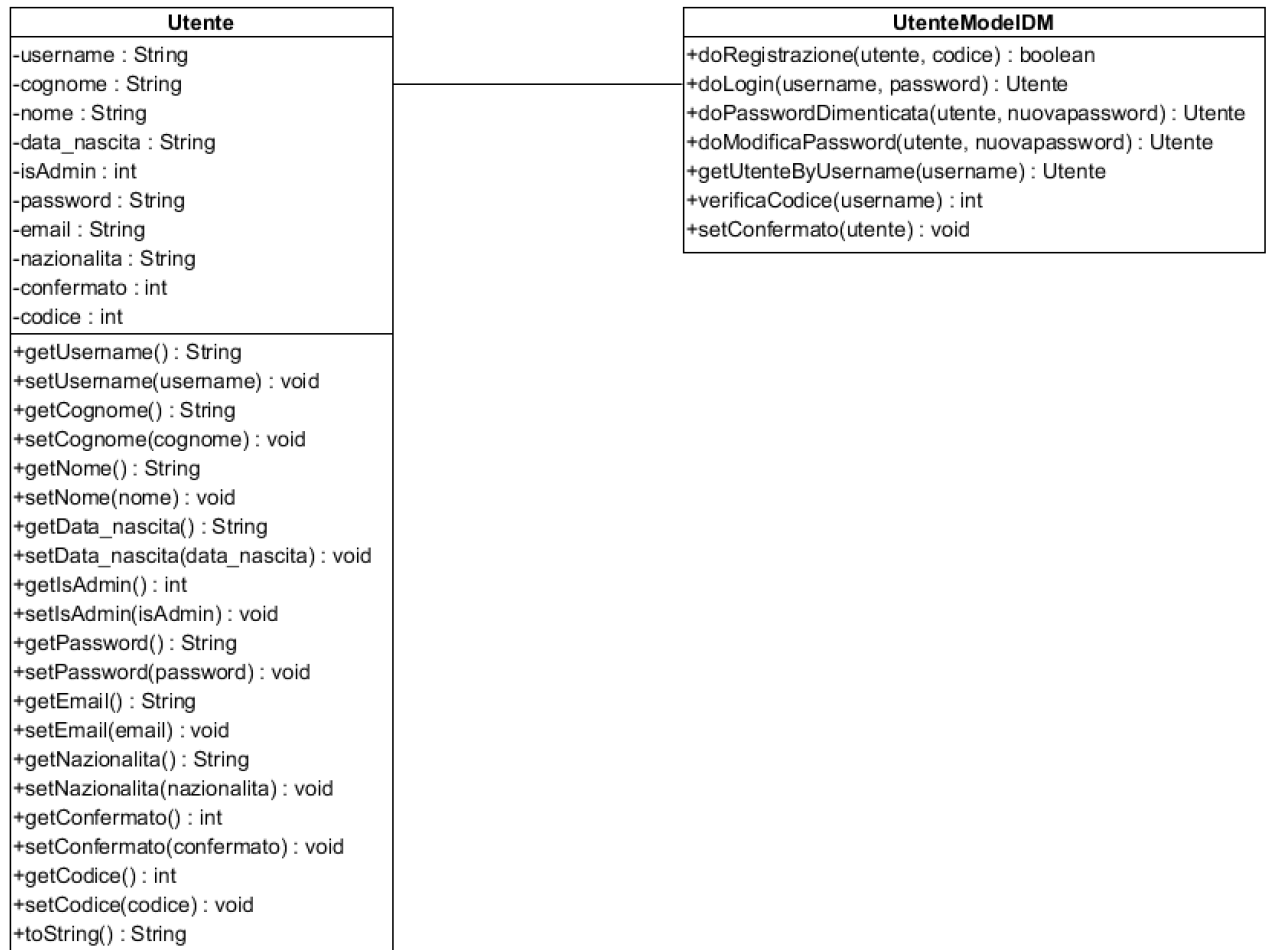 Utente
-username : String
-cognome : String
-nome : String
-data_nascita : String
-isAdmin : int
-password : String
-email : String
-nazionalita : String
-confermato : int
-codice : int
+getUsername() : String
+setUsername(username) : void
+getCognome() : String
+setCognome(cognome) : void
+getNome() : String
+setNome(nome) : void
+getData_nascita() : String
+setData_nascita(data_nascita) : void
+getIsAdmin() : int
+setIsAdmin(isAdmin) : void
+getPassword() : String
+setPassword(password) : void
+getEmail() : String
+setEmail(email) : void
+getNazionalita() : String
+setNazionalita(nazionalita) : void
+getConfermato() : int
+setConfermato(confermato) : void
+getCodice() : int
+setCodice(codice) : void
+toString() : String
UtenteModelDM
+doRegistrazione(utente, codice) : boolean
+doLogin(username, password) : Utente
+doPasswordDimenticata(utente, nuovapassword) : Utente
+doModificaPassword(utente, nuovapassword) : Utente
+getUtenteByUsername(username) : Utente
+verificaCodice(username) : int
+setConfermato(utente) : void